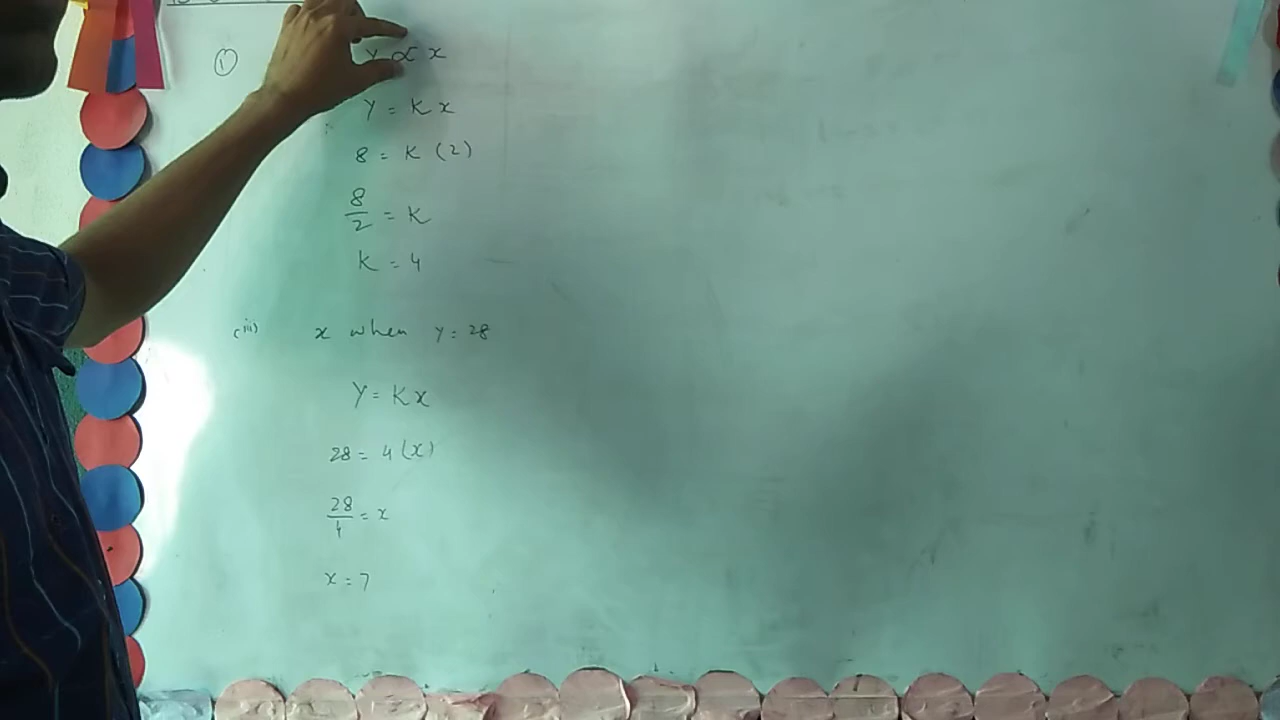 ①
Y ∝ x
Y = K x
8 = K (2)
8/2 = K
K = 4
(iii) x when Y = 28
Y = K x
28 = 4 (x)
28/4 = x
x = 7